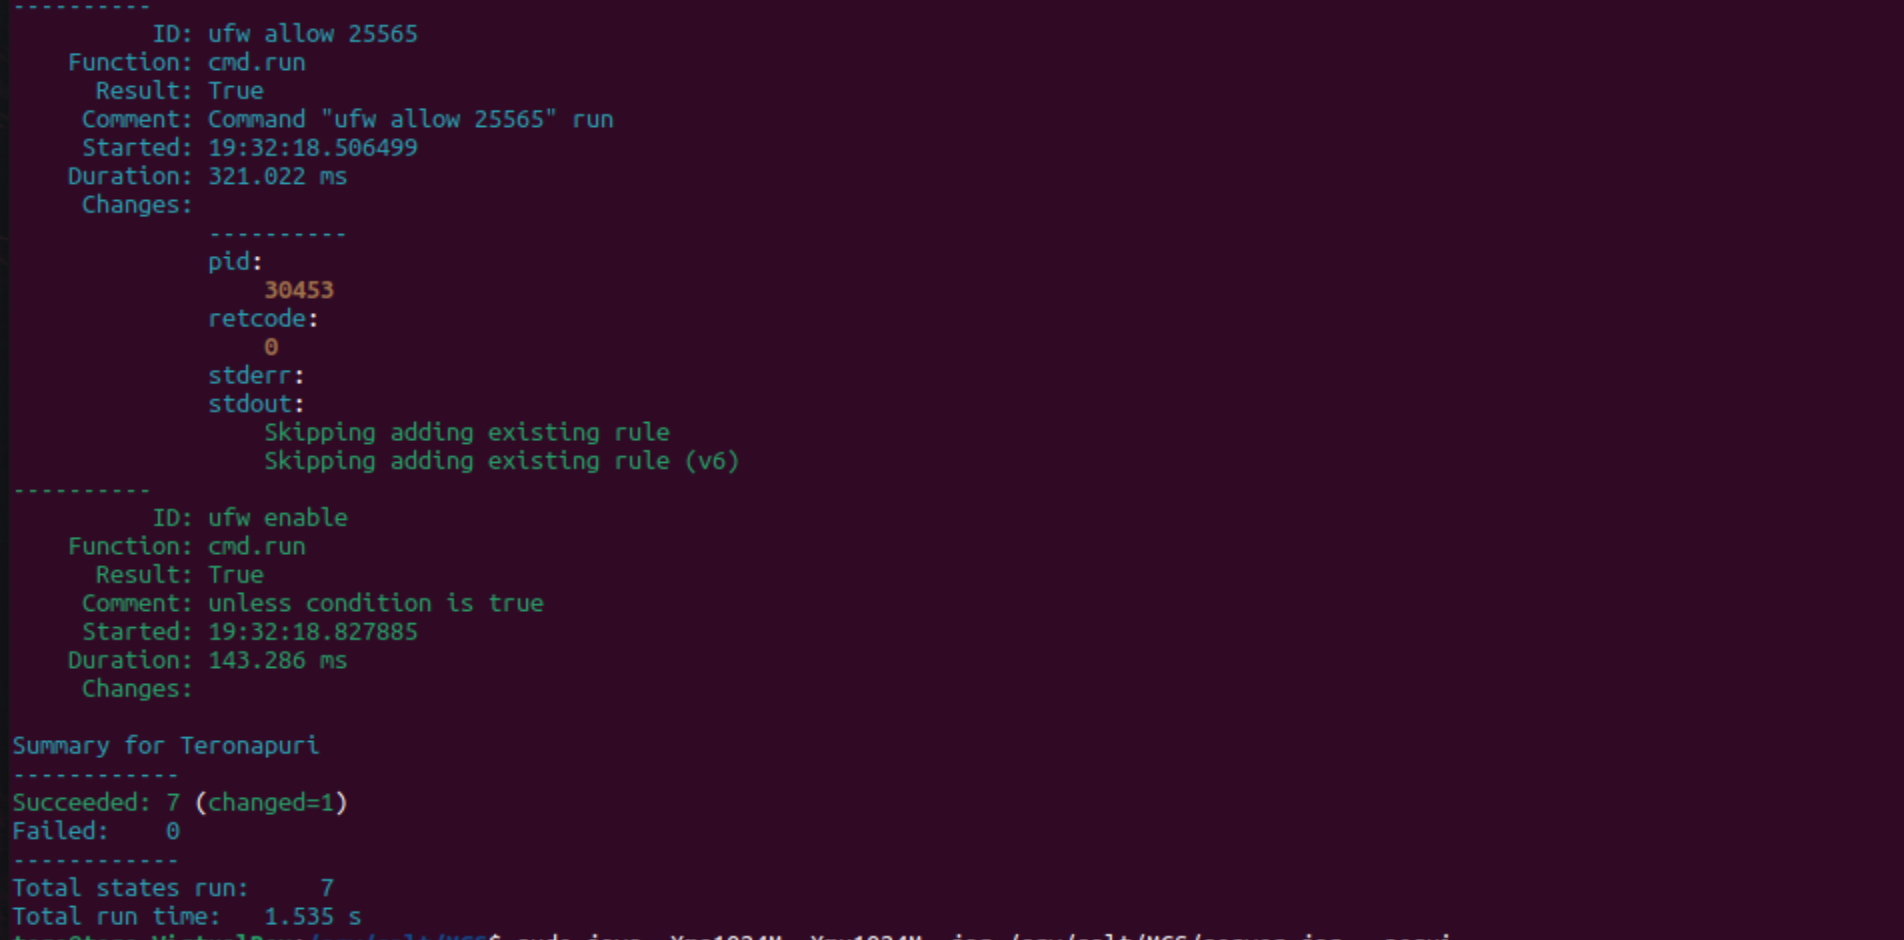 ----------
ID: ufw allow 25565
Function: cmd.run
Result: True
Comment: Command "ufw allow 25565" run
Started: 19:32:18.506499
Duration: 321.022 ms
Changes:
----------
pid:
30453
retcode:
0
stderr:
stdout:
Skipping adding existing rule
Skipping adding existing rule (v6)
----------
ID: ufw enable
Function: cmd.run
Result: True
Comment: unless condition is true
Started: 19:32:18.827885
Duration: 143.286 ms
Changes:
Summary for Teronapuri
------------
Succeeded: 7 (changed=1)
Failed: 0
------------
Total states run: 7
Total run time: 1.535 s